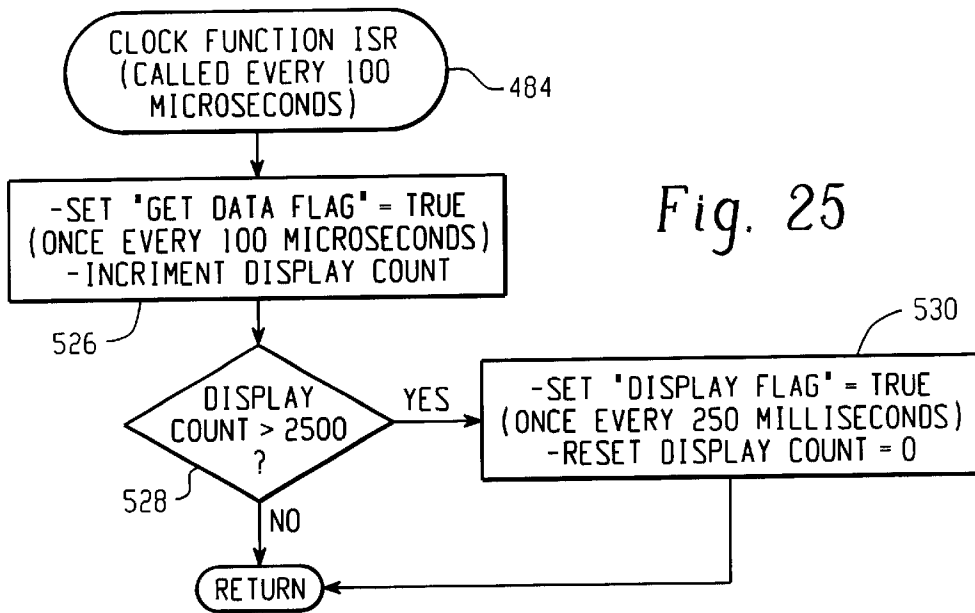 CLOCK FUNCTION ISR
(CALLED EVERY 100
MICROSECONDS)
484
-SET "GET DATA FLAG" = TRUE
(ONCE EVERY 100 MICROSECONDS)
-INCRIMENT DISPLAY COUNT
526
Fig. 25
DISPLAY
COUNT > 2500
?
528
YES
NO
530
-SET "DISPLAY FLAG" = TRUE
(ONCE EVERY 250 MILLISECONDS)
-RESET DISPLAY COUNT = 0
RETURN